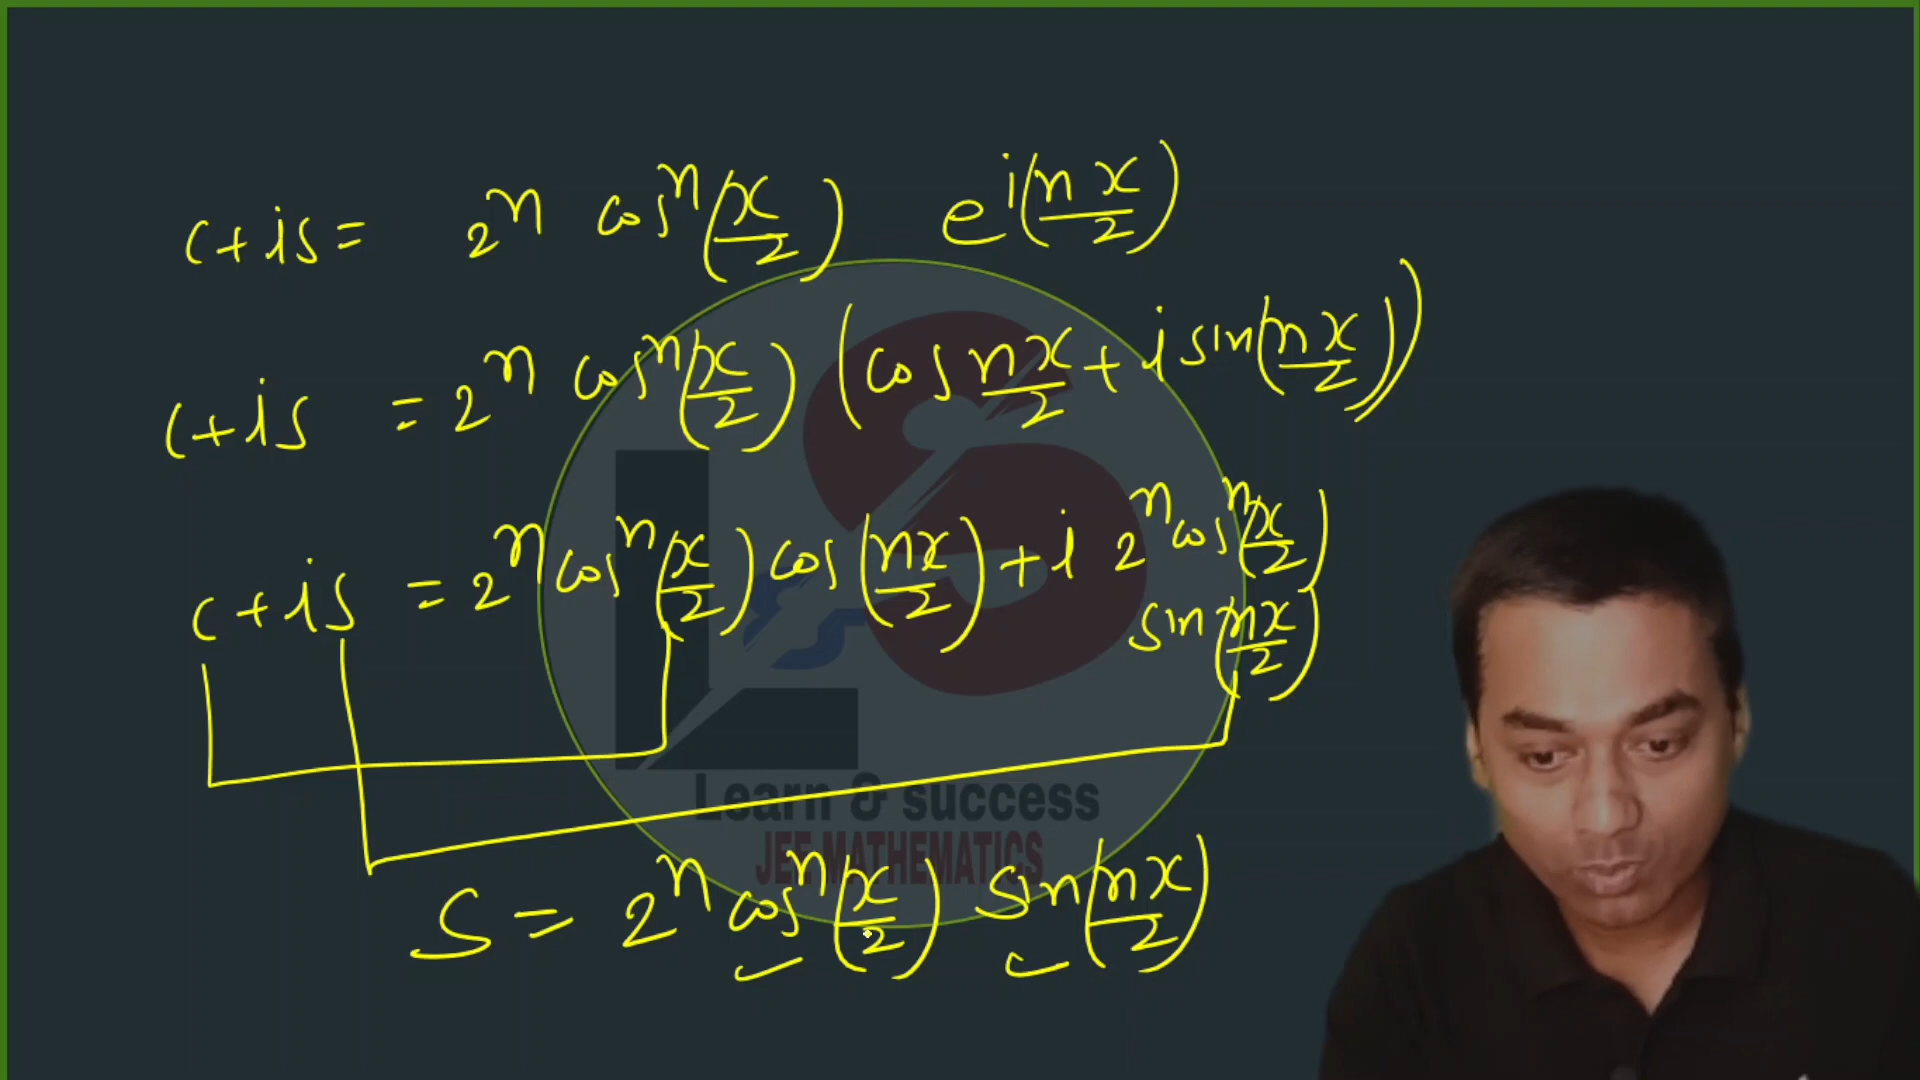 c+is = 2^n cos^n(x/2) e^i(nx/2)
c+is = 2^n cos^n(x/2) (cos nx/2 + i sin(nx/2))
c+is = 2^n cos^n(x/2) cos(nx/2) + i 2^n cos^n(x/2)
sin(nx/2)
Learn & success
JEE MATHEMATICS
S = 2^n cos^n(x/2) sin(nx/2)